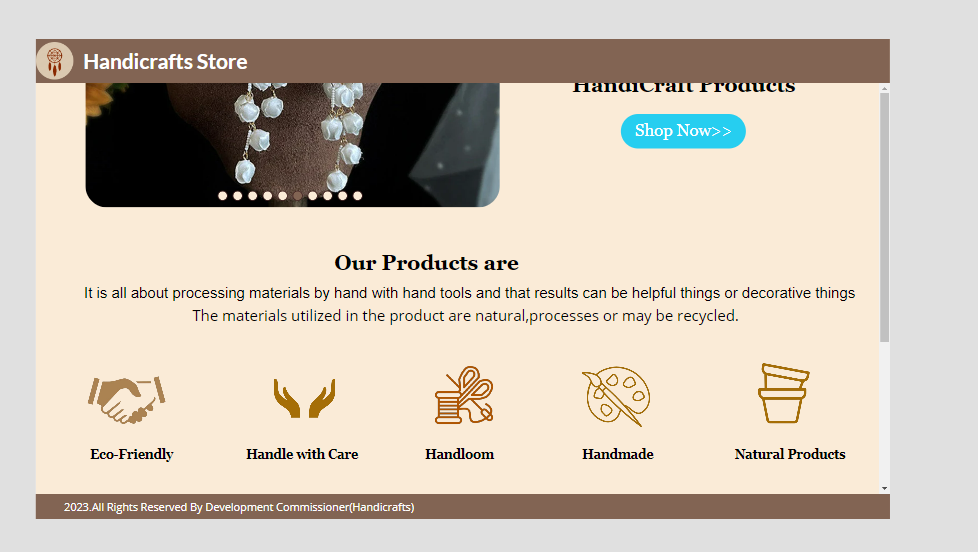 Handicrafts Store
HandiCraft Products
Shop Now>>
Our Products are
It is all about processing materials by hand with hand tools and that results can be helpful things or decorative things
The materials utilized in the product are natural,processes or may be recycled.
Eco-Friendly Handle with Care Handloom Handmade Natural Products
2023.All Rights Reserved By Development Commissioner(Handicrafts)